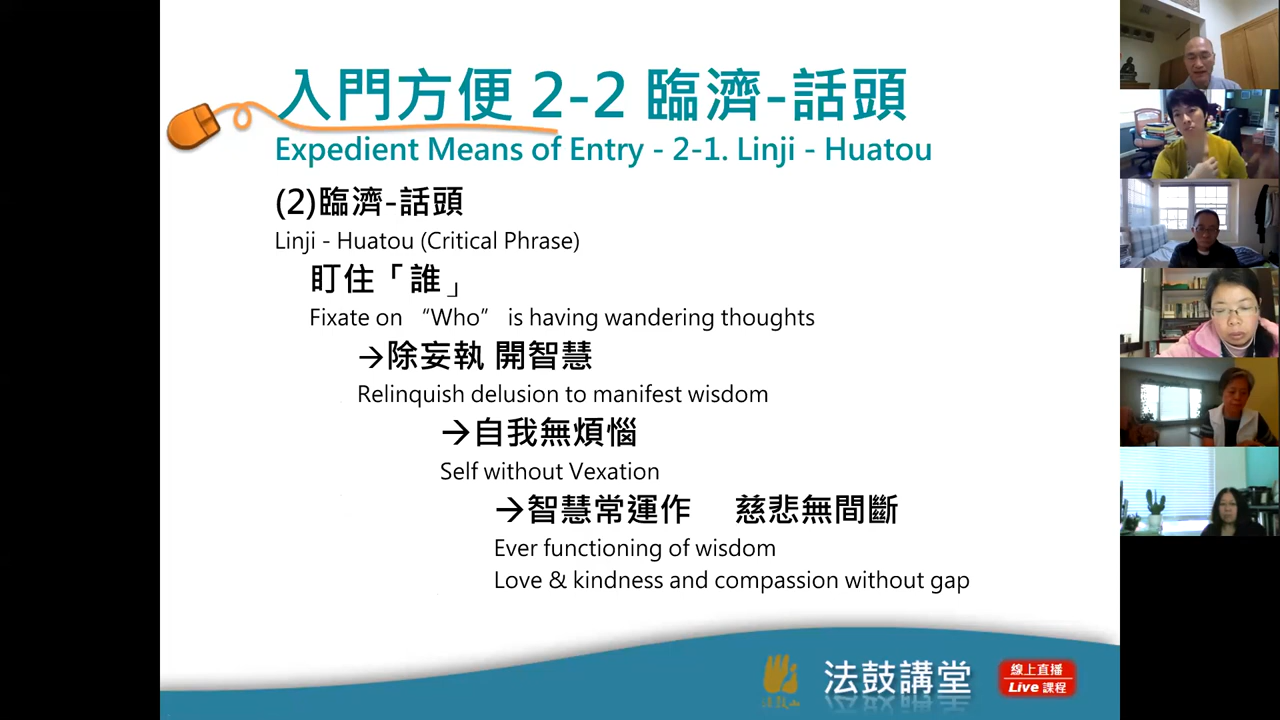 入門方便 2-2 臨濟-話頭
Expedient Means of Entry - 2-1. Linji - Huatou
(2)臨濟-話頭
Linji - Huatou (Critical Phrase)
盯住「誰」
Fixate on “Who” is having wandering thoughts
→除妄執 開智慧
Relinquish delusion to manifest wisdom
→自我無煩惱
Self without Vexation
→智慧常運作 慈悲無間斷
Ever functioning of wisdom
Love & kindness and compassion without gap
法鼓山
法鼓講堂
線上直播
Live 課程